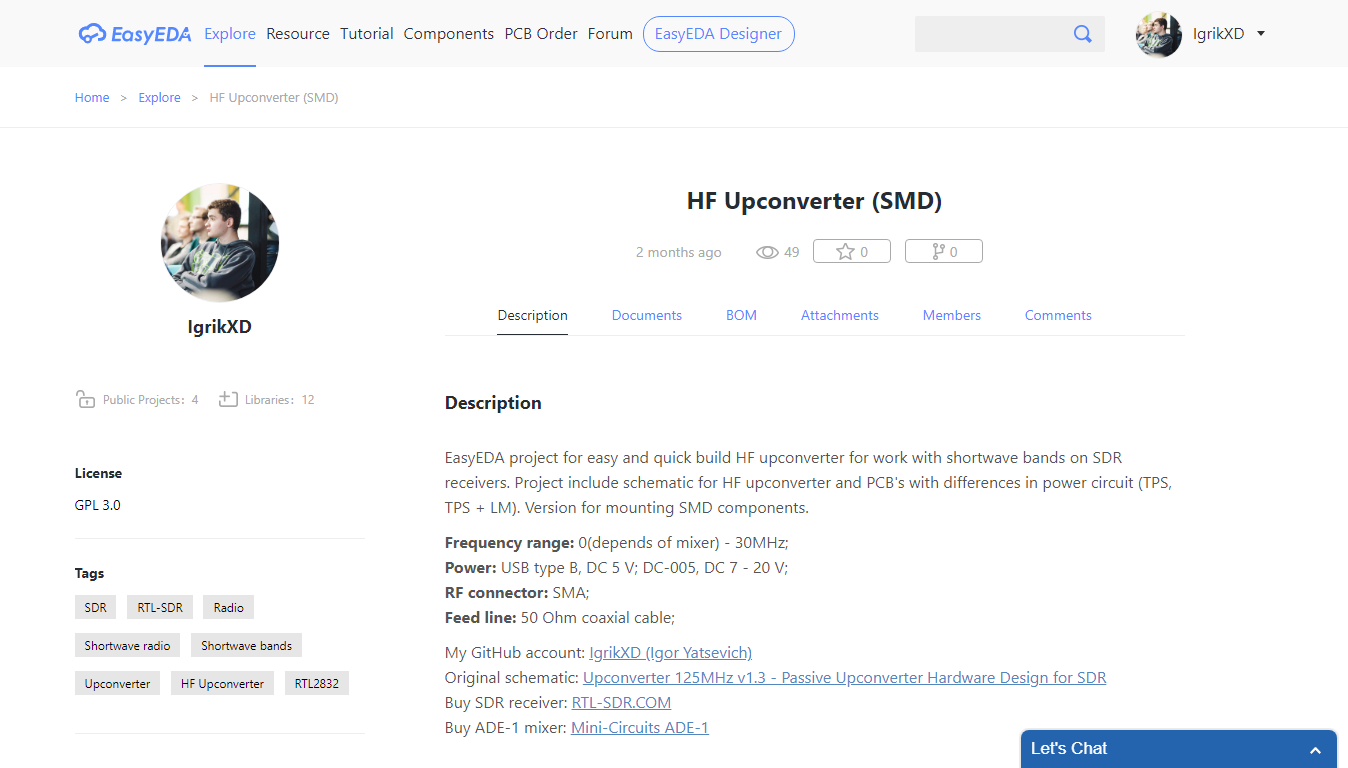 EasyEDA Explore Resource Tutorial Components PCB Order Forum EasyEDA Designer IgrikXD
Home > Explore > HF Upconverter (SMD)
HF Upconverter (SMD)
2 months ago 49 0 0
IgrikXD
Description Documents BOM Attachments Members Comments
Public Projects: 4 Libraries: 12
License
GPL 3.0
Tags
SDR RTL-SDR Radio
Shortwave radio Shortwave bands
Upconverter HF Upconverter RTL2832
Description
EasyEDA project for easy and quick build HF upconverter for work with shortwave bands on SDR
receivers. Project include schematic for HF upconverter and PCB's with differences in power circuit (TPS,
TPS + LM). Version for mounting SMD components.
Frequency range: 0(depends of mixer) - 30MHz;
Power: USB type B, DC 5 V; DC-005, DC 7 - 20 V;
RF connector: SMA;
Feed line: 50 Ohm coaxial cable;
My GitHub account: IgrikXD (Igor Yatsevich)
Original schematic: Upconverter 125MHz v1.3 - Passive Upconverter Hardware Design for SDR
Buy SDR receiver: RTL-SDR.COM
Buy ADE-1 mixer: Mini-Circuits ADE-1
Let's Chat